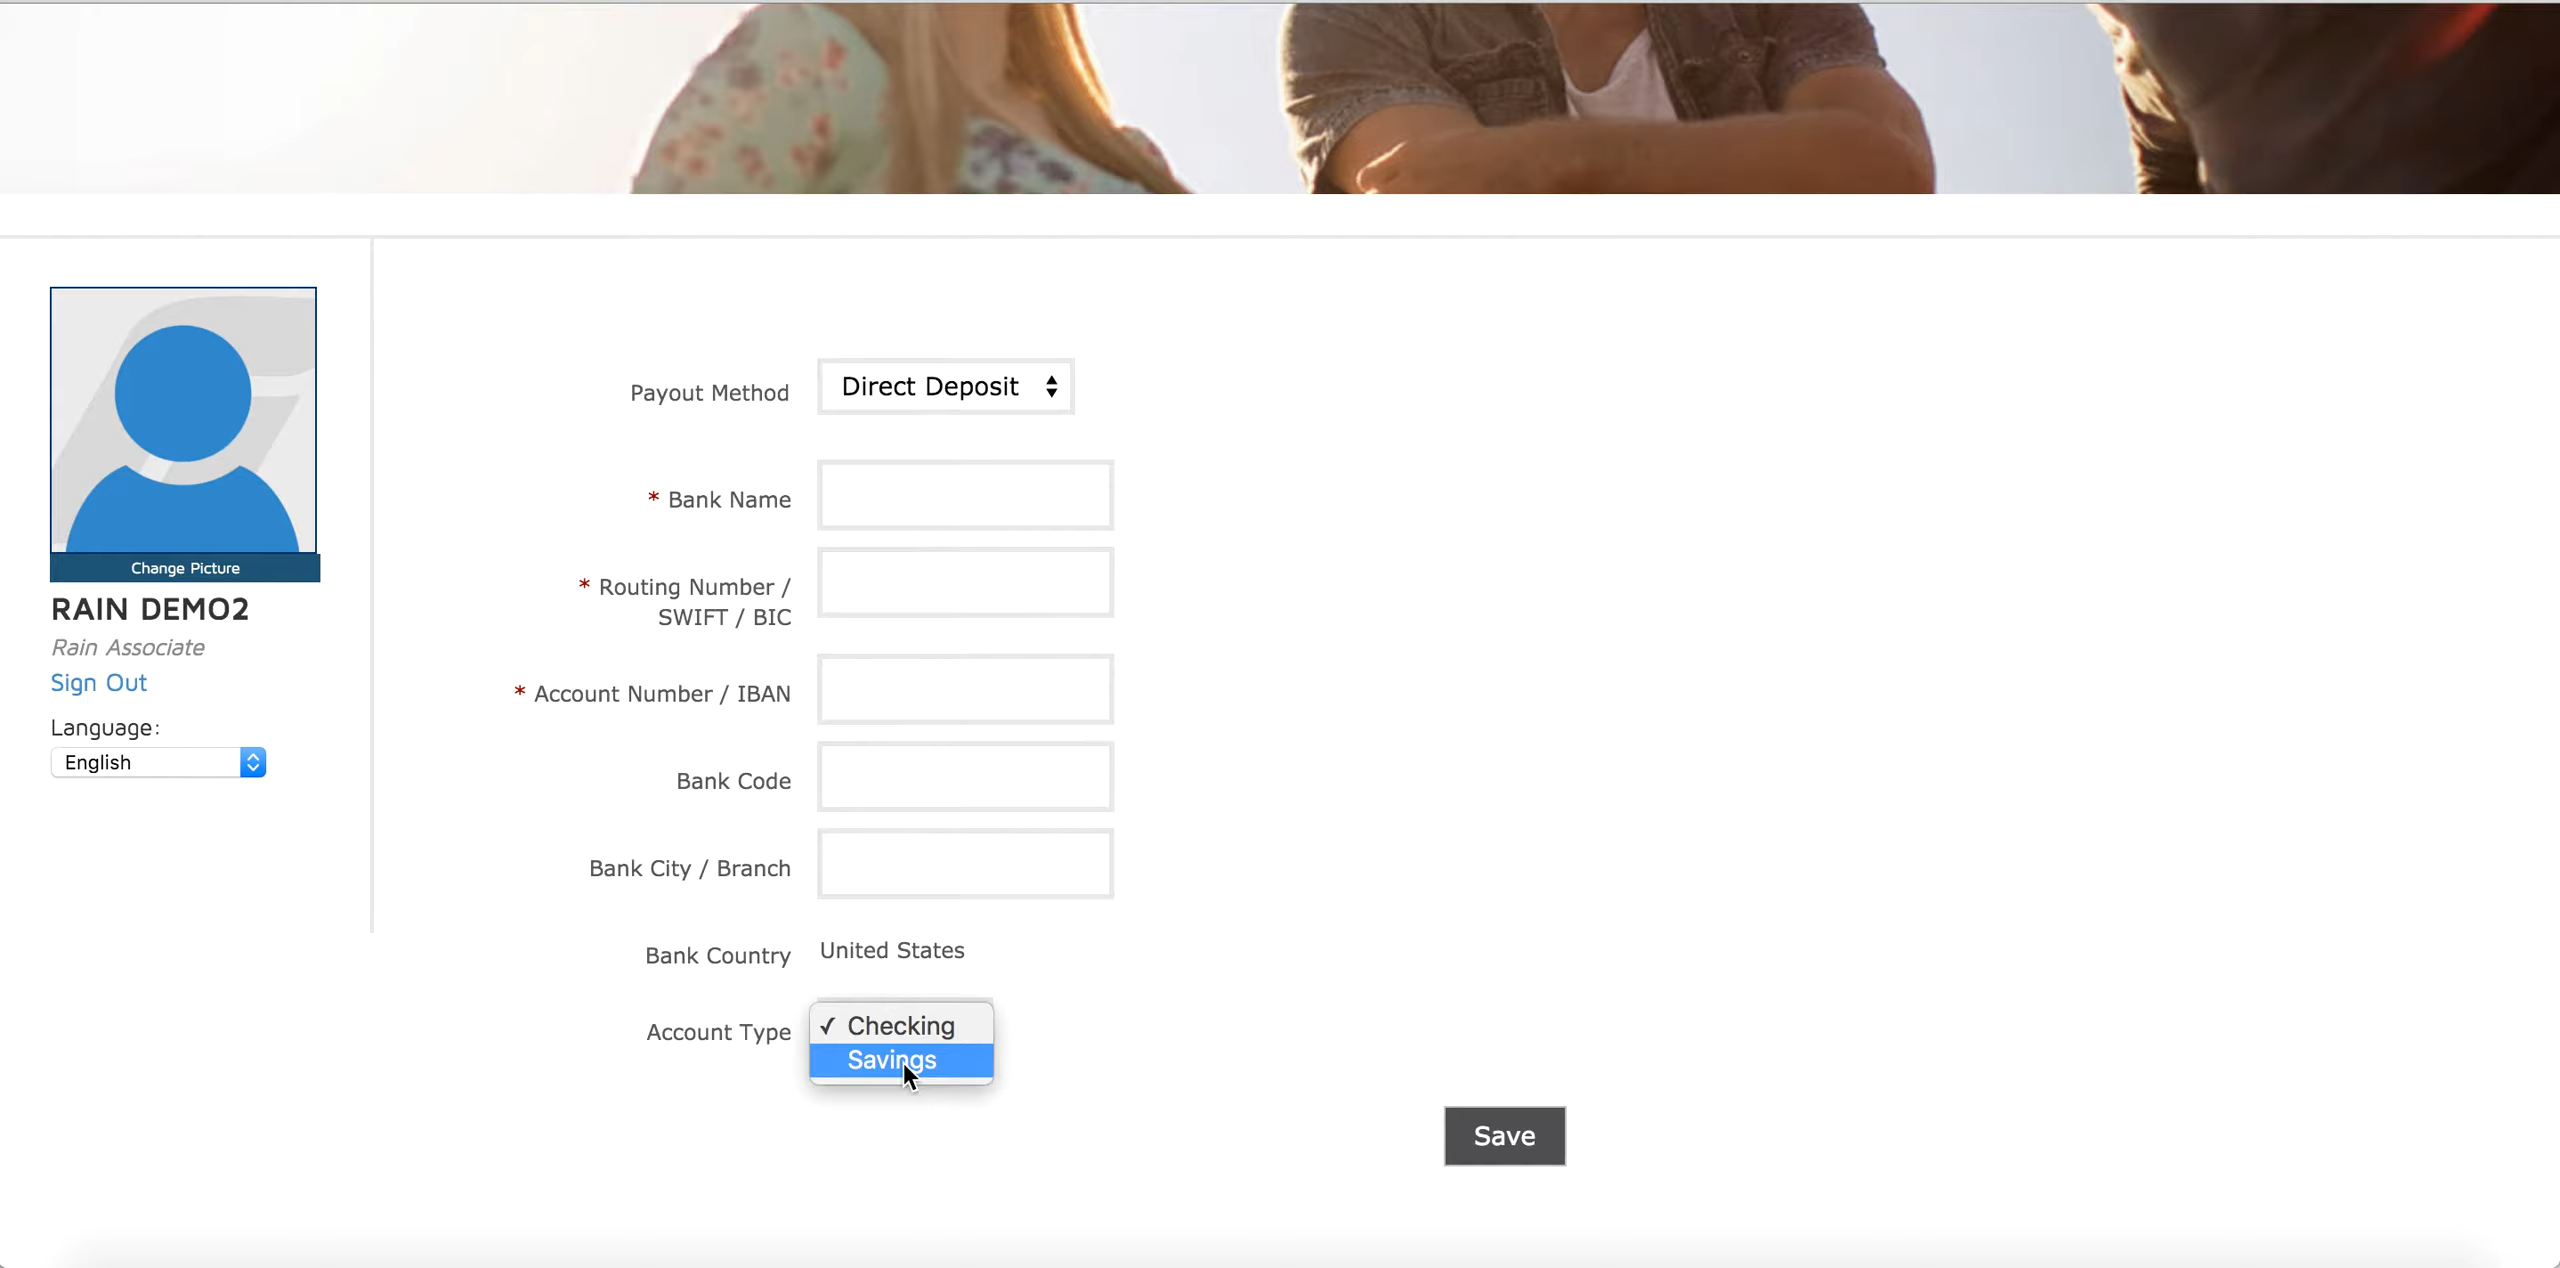 Payout Method
Direct Deposit
* Bank Name
* Routing Number /
SWIFT / BIC
* Account Number / IBAN
Bank Code
Bank City / Branch
Bank Country
United States
Account Type
✓ Checking
Savings
Save
Change Picture
RAIN DEMO2
Rain Associate
Sign Out
Language:
English